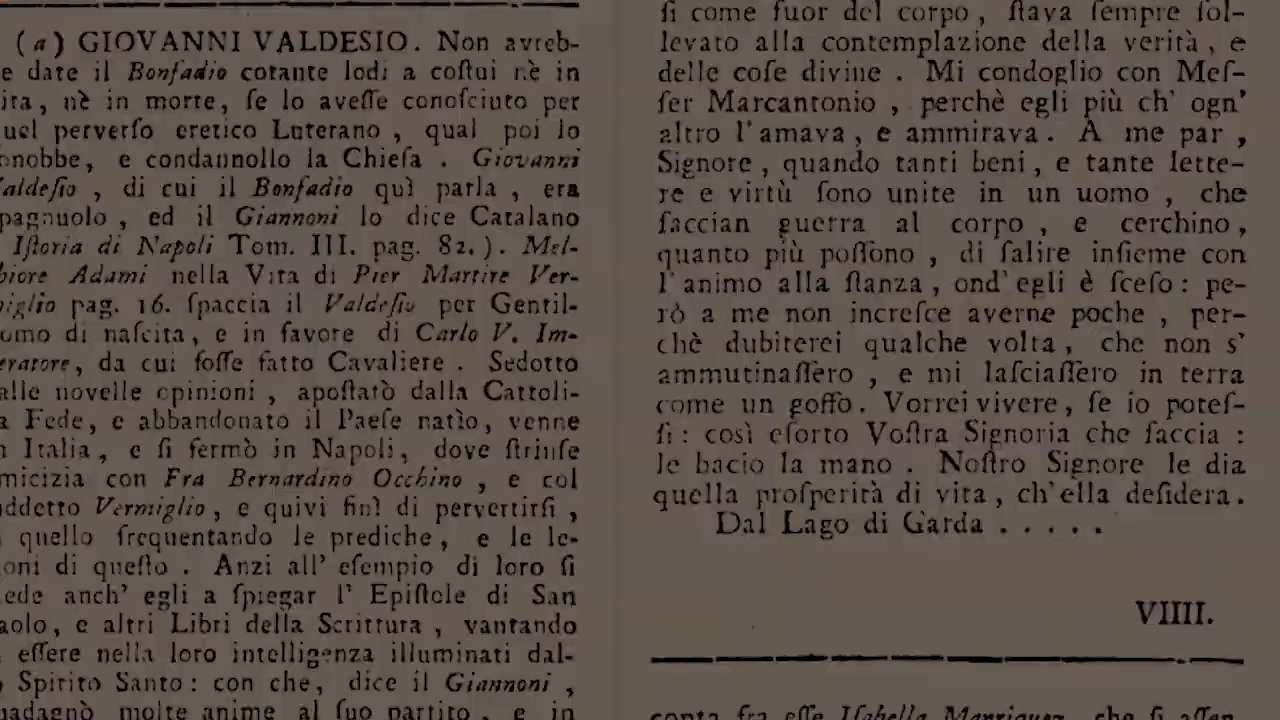 (a) GIOVANNI VALDESIO. Non avreb-
e date il Bonfadio cotante lodi a coſtui nè in
ita, nè in morte, ſe lo aveſſe conoſciuto per
uel perverſo eretico Luterano, qual poi lo
onobbe, e condannollo la Chieſa. Giovanni
aldeſio, di cui il Bonfadio quì parla, era
pagnuolo, ed il Giannoni lo dice Catalano
Iſtoria di Napoli Tom. III. pag. 82.). Mel-
biore Adami nella Vita di Pier Martire Ver-
iglio pag. 16. ſpaccia il Valdeſio per Gentil-
omo di naſcita, e in favore di Carlo V. Im-
eratore, da cui foſſe fatto Cavaliere. Sedotto
alle novelle opinioni, apoſtatò dalla Cattoli-
a Fede, e abbandonato il Paeſe natìo, venne
n Italia, e ſi fermò in Napoli, dove ſtrinſe
micizia con Fra Bernardino Occhino, e col
ddetto Vermiglio, e quivi finì di pervertirſi,
quello frequentando le prediche, e le le-
oni di queſto. Anzi all' eſempio di loro ſi
ede anch' egli a ſpiegar l' Epiſtole di San
aolo, e altri Libri della Scrittura, vantando
eſſere nella loro intelligenza illuminati dal-
Spirito Santo: con che, dice il Giannoni,
uadagnò molte anime al ſuo partito, e in
ſi come fuor del corpo, ſtava ſempre ſol-
levato alla contemplazione della verità, e
delle coſe divine. Mi condoglio con Meſ-
ſer Marcantonio, perchè egli più ch' ogn'
altro l'amava, e ammirava. A me par,
Signore, quando tanti beni, e tante lette-
re e virtù ſono unite in un uomo, che
faccian guerra al corpo, e cerchino,
quanto più poſſono, di ſalire inſieme con
l'animo alla ſtanza, ond'egli è ſceſo: pe-
rò a me non increſce averne poche, per-
chè dubiterei qualche volta, che non s'
ammutinaſſero, e mi laſciaſſero in terra
come un goffo. Vorrei vivere, ſe io poteſ-
ſi: così eſorto Voſtra Signoria che faccia:
le bacio la mano. Noſtro Signore le dia
quella proſperità di vita, ch'ella deſidera.
Dal Lago di Garda . . . . .
VIIII.
conta fra eſſe Iſabella Manriquez, che ſi aſſen-